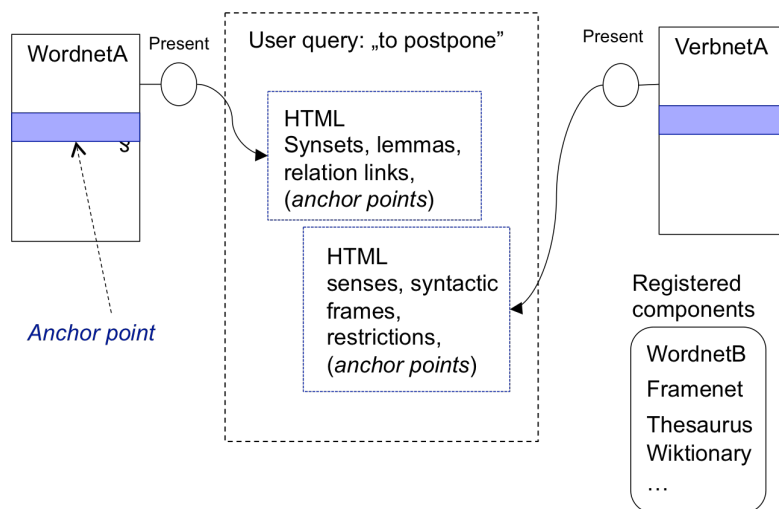 WordnetA
Present
§
Anchor point
User query: „to postpone”
HTML
Synsets, lemmas,
relation links,
(anchor points)
HTML
senses, syntactic
frames,
restrictions,
(anchor points)
Present
VerbnetA
Registered
components
WordnetB
Framenet
Thesaurus
Wiktionary
…